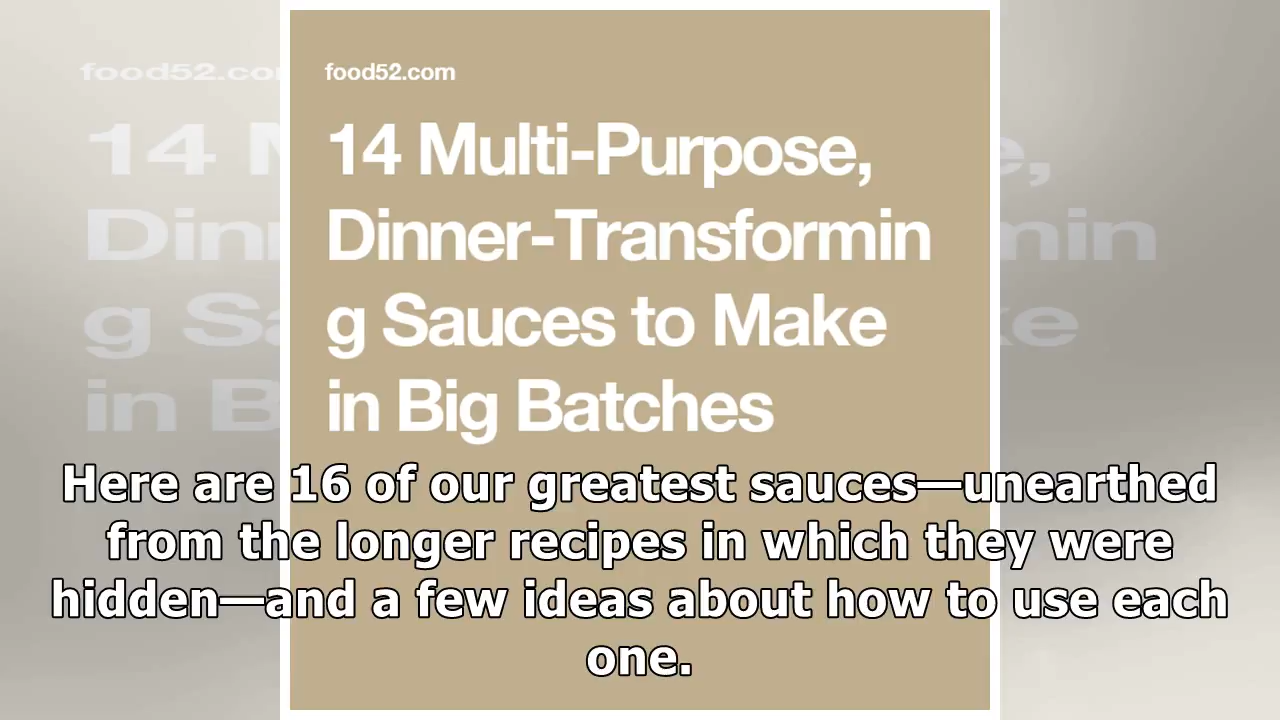 food52.com
14 Multi-Purpose,
Dinner-Transformin
g Sauces to Make
in Big Batches
Here are 16 of our greatest sauces—unearthed
from the longer recipes in which they were
hidden—and a few ideas about how to use each
one.